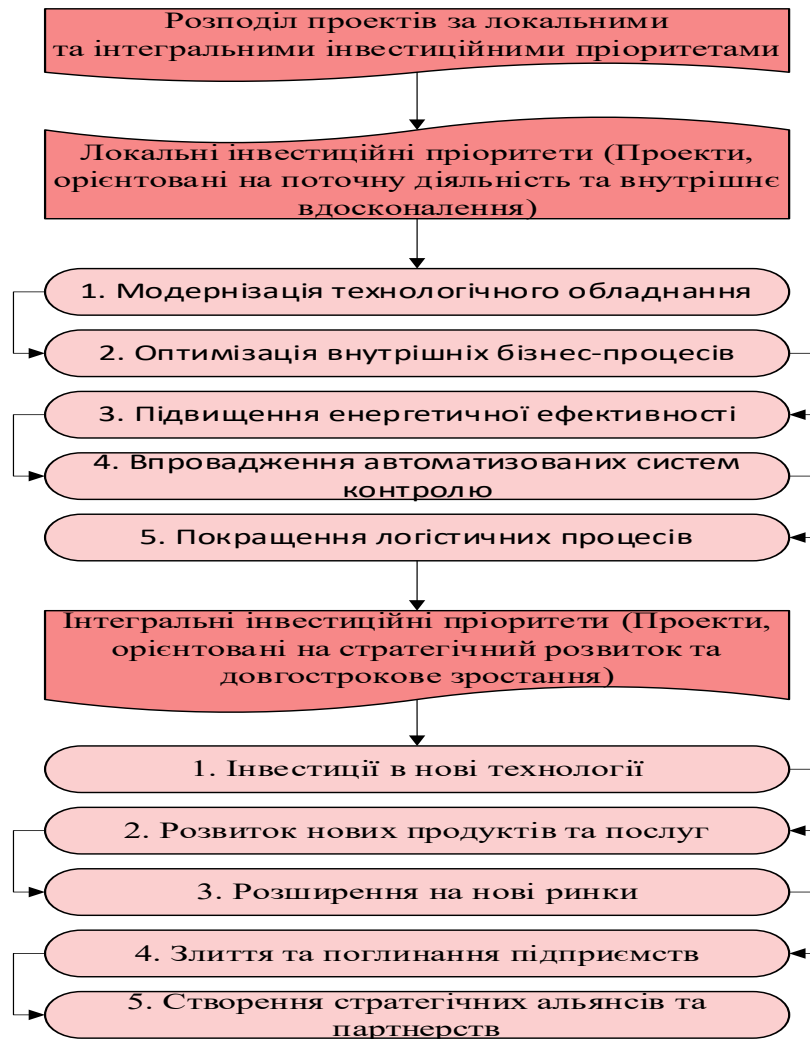 Розподіл проектів за локальними
та інтегральними інвестиційними пріоритетами
Локальні інвестиційні пріоритети (Проекти,
орієнтовані на поточну діяльність та внутрішнє
вдосконалення)
1. Модернізація технологічного обладнання
2. Оптимізація внутрішніх бізнес-процесів
3. Підвищення енергетичної ефективності
4. Впровадження автоматизованих систем
контролю
5. Покращення логістичних процесів
Інтегральні інвестиційні пріоритети (Проекти,
орієнтовані на стратегічний розвиток та
довгострокове зростання)
1. Інвестиції в нові технології
2. Розвиток нових продуктів та послуг
3. Розширення на нові ринки
4. Злиття та поглинання підприємств
5. Створення стратегічних альянсів та
партнерств